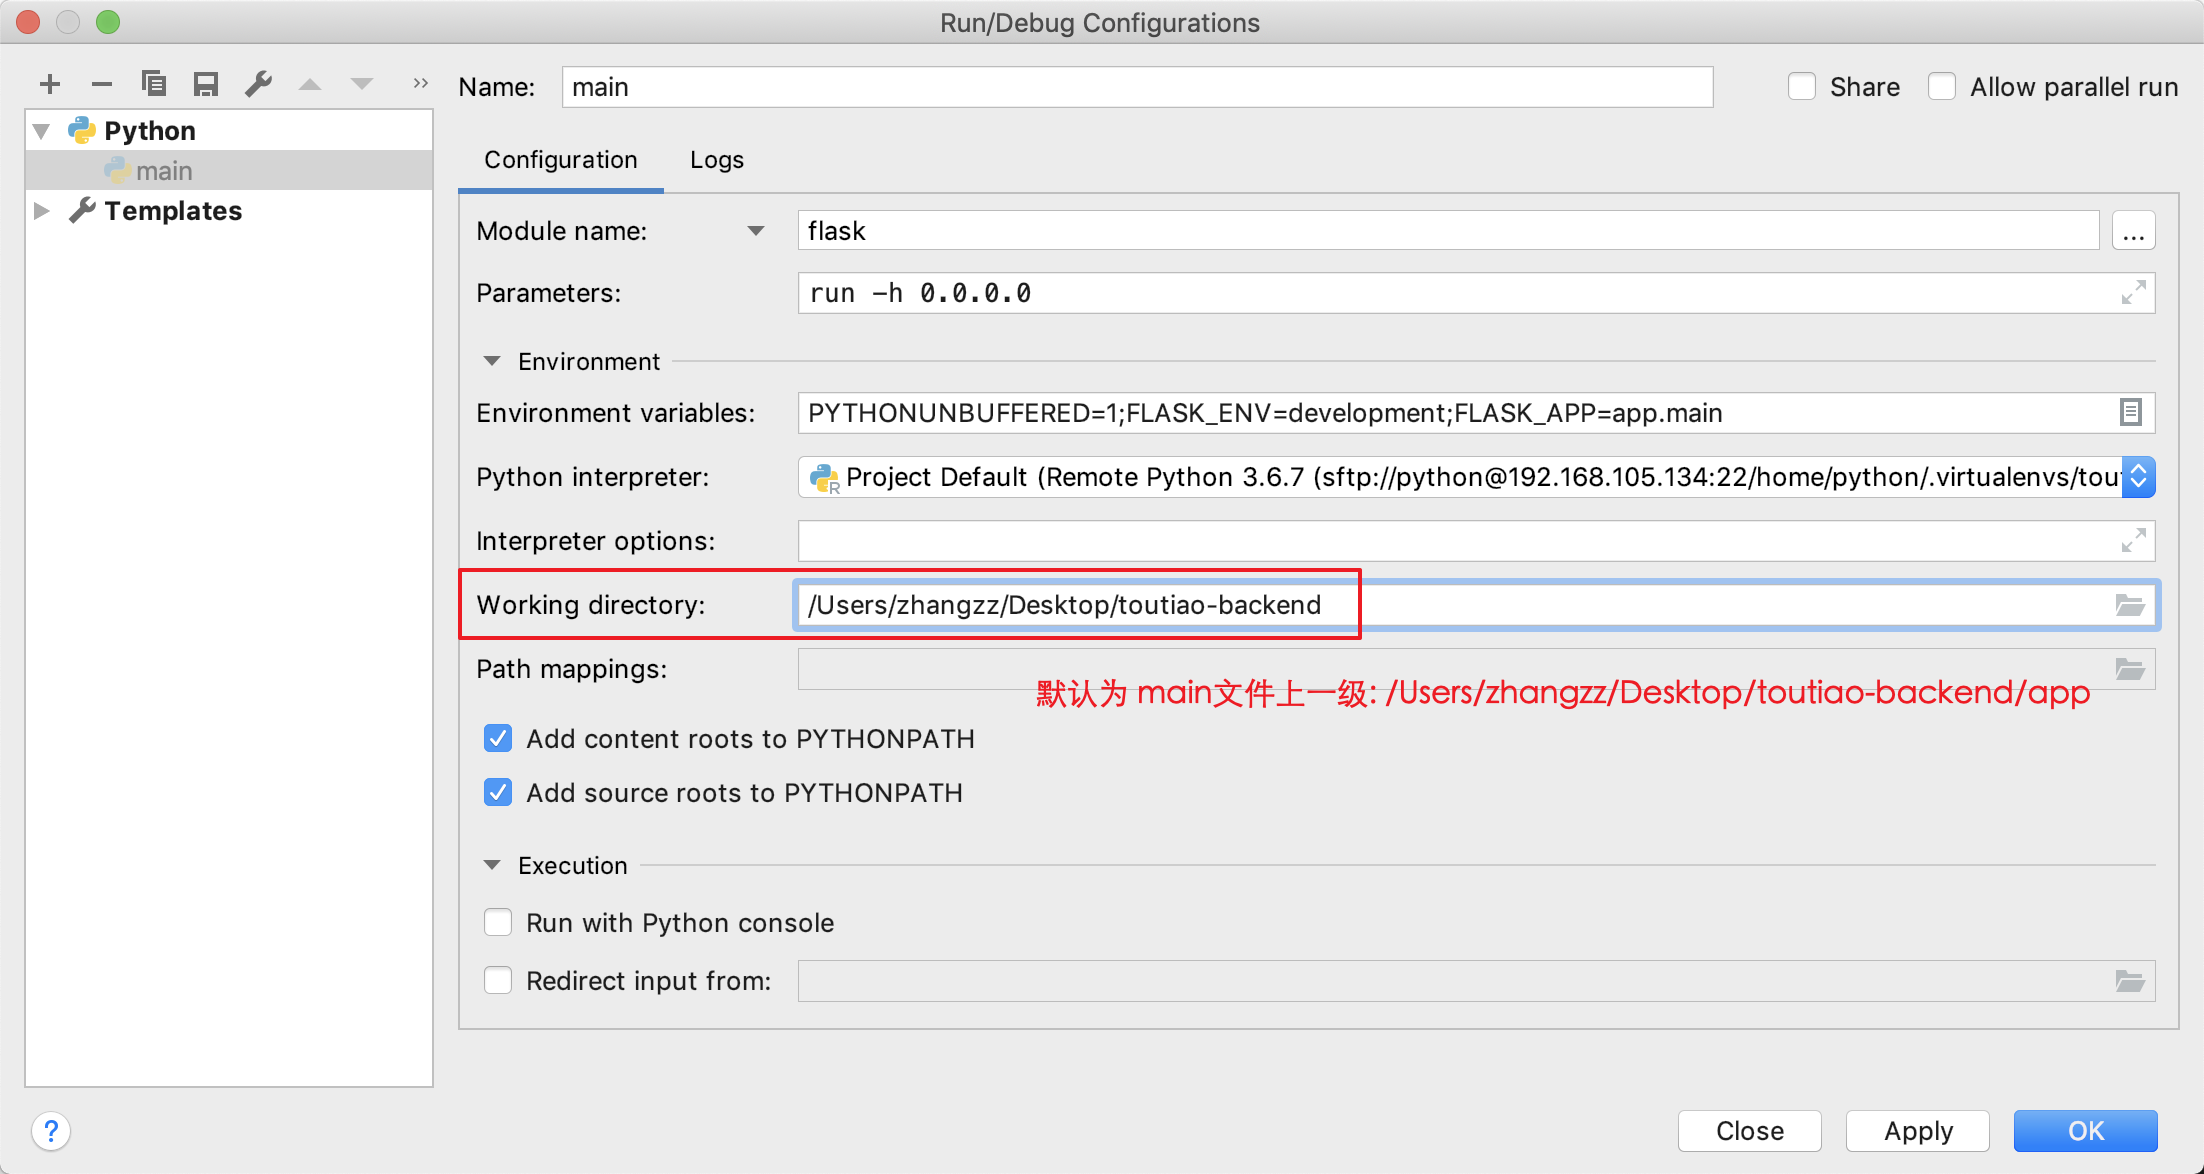 Run/Debug Configurations
Name: main
Share
Allow parallel run
Python
main
Templates
Configuration
Logs
Module name: flask
...
Parameters: run -h 0.0.0.0
Environment
Environment variables: PYTHONUNBUFFERED=1;FLASK_ENV=development;FLASK_APP=app.main
Python interpreter: Project Default (Remote Python 3.6.7 (sftp://python@192.168.105.134:22/home/python/.virtualenvs/tou
Interpreter options:
Working directory: /Users/zhangzz/Desktop/toutiao-backend
Path mappings:
默认为 main文件上一级: /Users/zhangzz/Desktop/toutiao-backend/app
Add content roots to PYTHONPATH
Add source roots to PYTHONPATH
Execution
Run with Python console
Redirect input from:
?
Close
Apply
OK